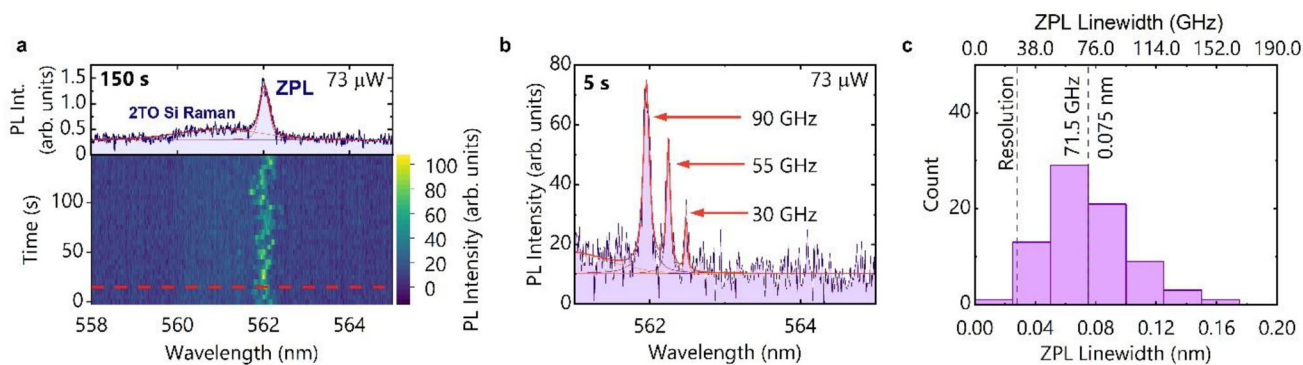 a
150 s
73 µW
ZPL
2TO Si Raman
PL Int.
(arb. units)
1.5
1.0
0.5
0
Time (s)
100
50
0
558
560
562
564
Wavelength (nm)
100
80
60
40
20
0
PL Intensity (arb. units)
b
5 s
73 µW
90 GHz
55 GHz
30 GHz
PL Intensity (arb. units)
80
60
40
20
0
562
564
Wavelength (nm)
c
ZPL Linewidth (GHz)
0.0 38.0 76.0 114.0 152.0 190.0
Resolution
71.5 GHz
0.075 nm
Count
40
20
0
0.00 0.04 0.08 0.12 0.16 0.20
ZPL Linewidth (nm)